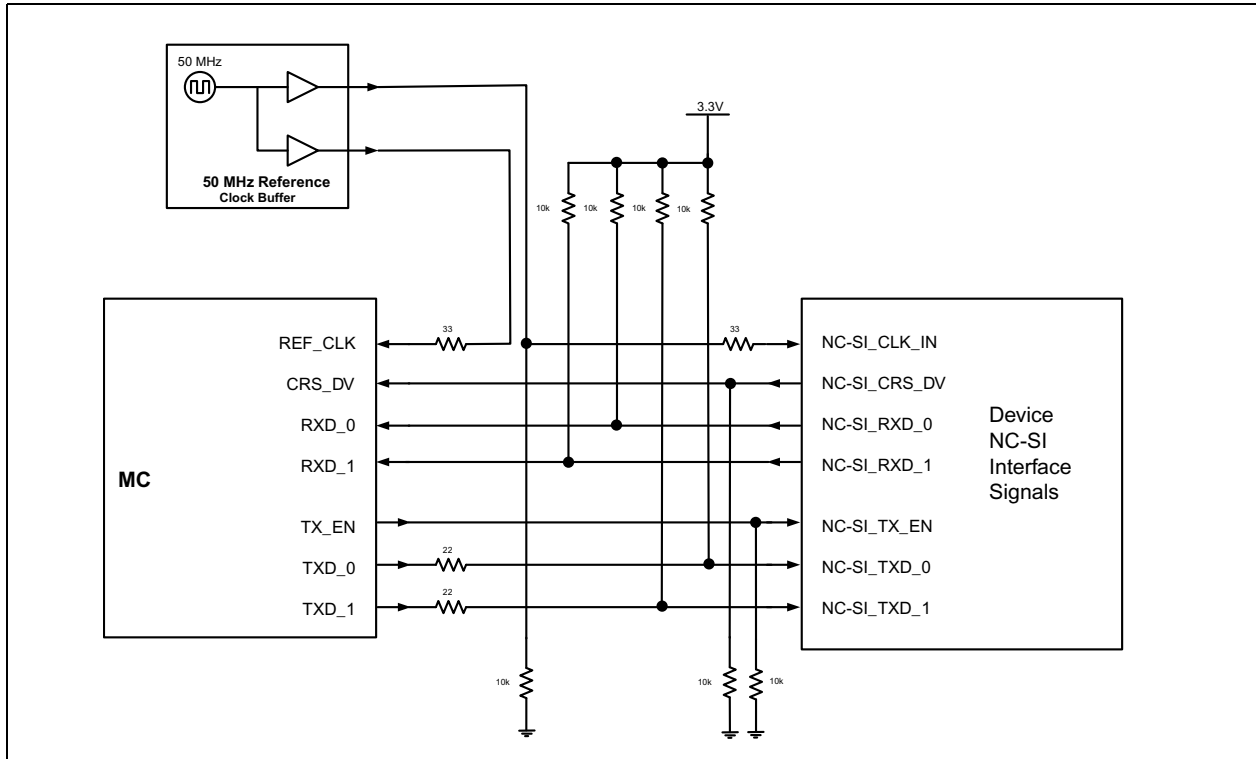 50 MHz
50 MHz Reference
Clock Buffer
3.3V
10k
10k
10k
10k
MC
REF_CLK
CRS_DV
RXD_0
RXD_1
TX_EN
TXD_0
TXD_1
33
22
22
33
NC-SI_CLK_IN
NC-SI_CRS_DV
NC-SI_RXD_0
NC-SI_RXD_1
NC-SI_TX_EN
NC-SI_TXD_0
NC-SI_TXD_1
Device
NC-SI
Interface
Signals
10k
10k
10k